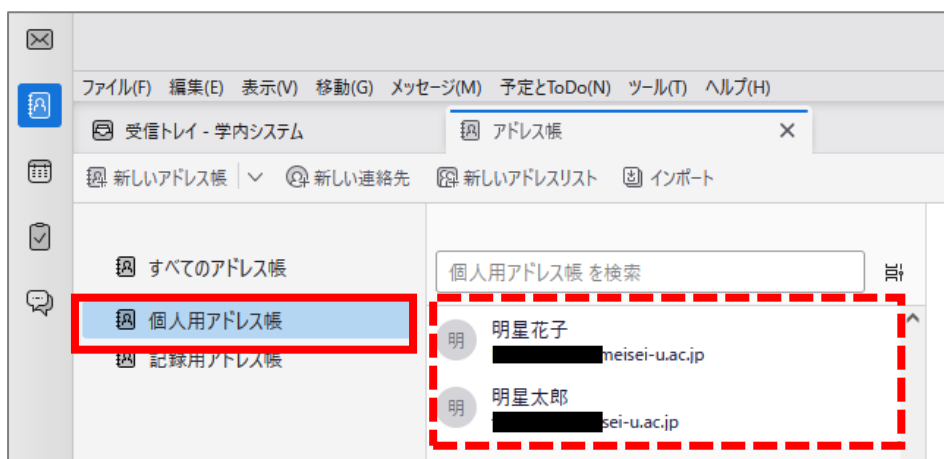 ファイル(F) 編集(E) 表示(V) 移動(G) メッセージ(M) 予定とToDo(N) ツール(T) ヘルプ(H)
受信トレイ - 学内システム
アドレス帳
新しいアドレス帳 新しい連絡先 新しいアドレスリスト インポート
すべてのアドレス帳
個人用アドレス帳
記録用アドレス帳
個人用アドレス帳 を検索
明 明星花子
meisei-u.ac.jp
明 明星太郎
sei-u.ac.jp